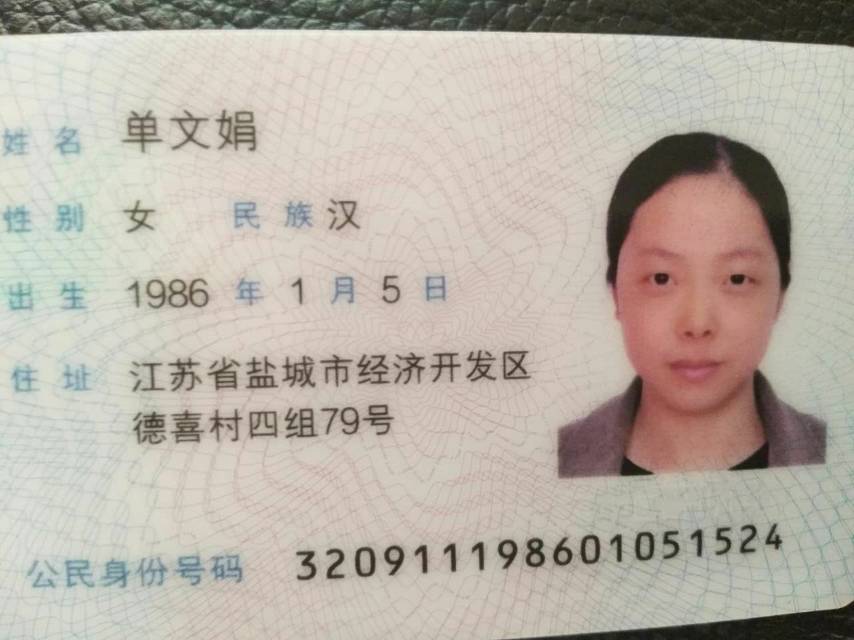 姓名 单文娟
性别 女 民族 汉
出生 1986 年 1 月 5 日
住址 江苏省盐城市经济开发区
德喜村四组79号
公民身份号码 320911198601051524